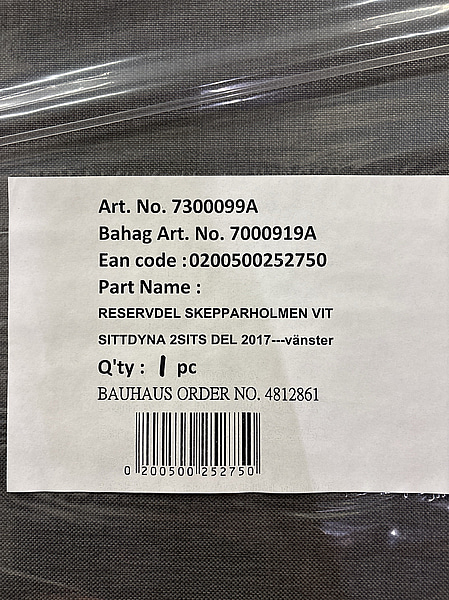 Art. No. 7300099A
Bahag Art. No. 7000919A
Ean code :0200500252750
Part Name :
RESERVDEL SKEPPARHOLMEN VIT
SITTDYNA 2SITS DEL 2017---vänster
Q'ty : 1 pc
BAUHAUS ORDER NO. 4812861
0 200500 252750